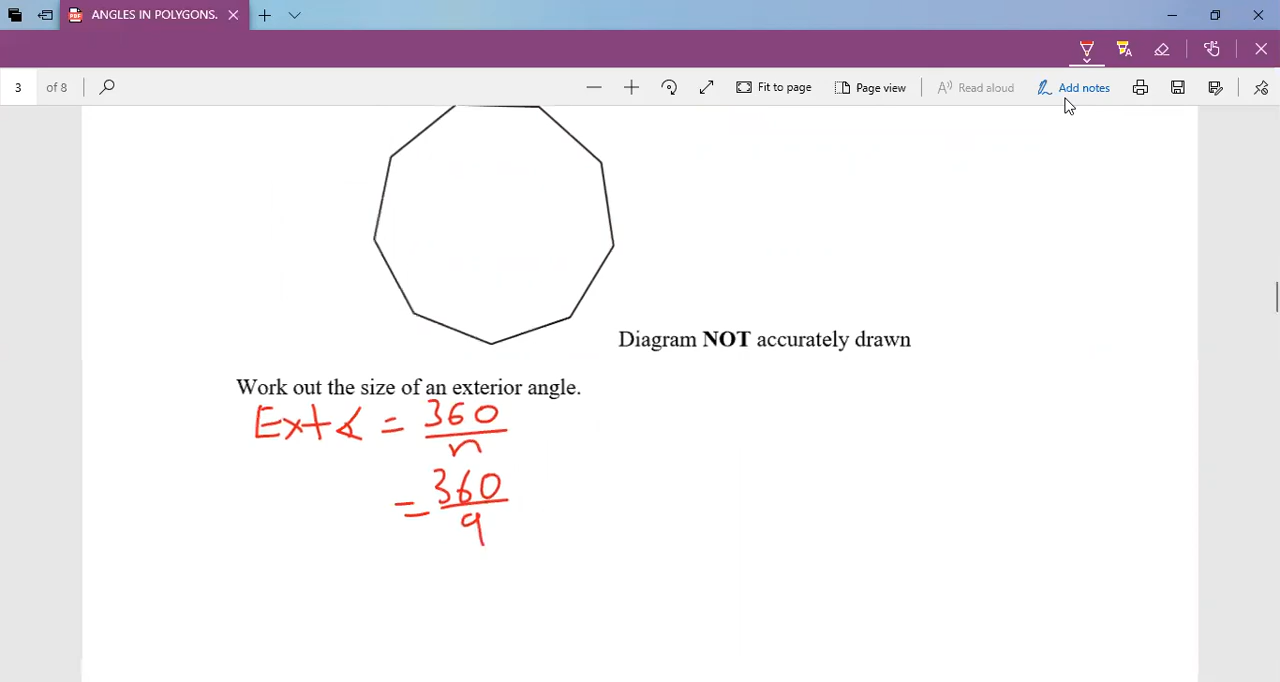 ANGLES IN POLYGONS.
3 of 8 Fit to page Page view Read aloud Add notes
Diagram NOT accurately drawn
Work out the size of an exterior angle.
Ext ∠ = 360/n
= 360/9